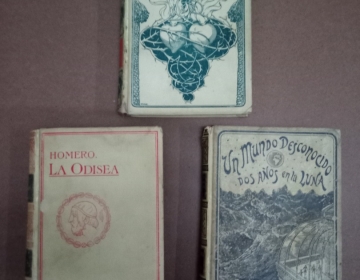 HOMERO
LA ODISEA
UN MUNDO DESCONOCIDO
DOS AÑOS en la LUNA